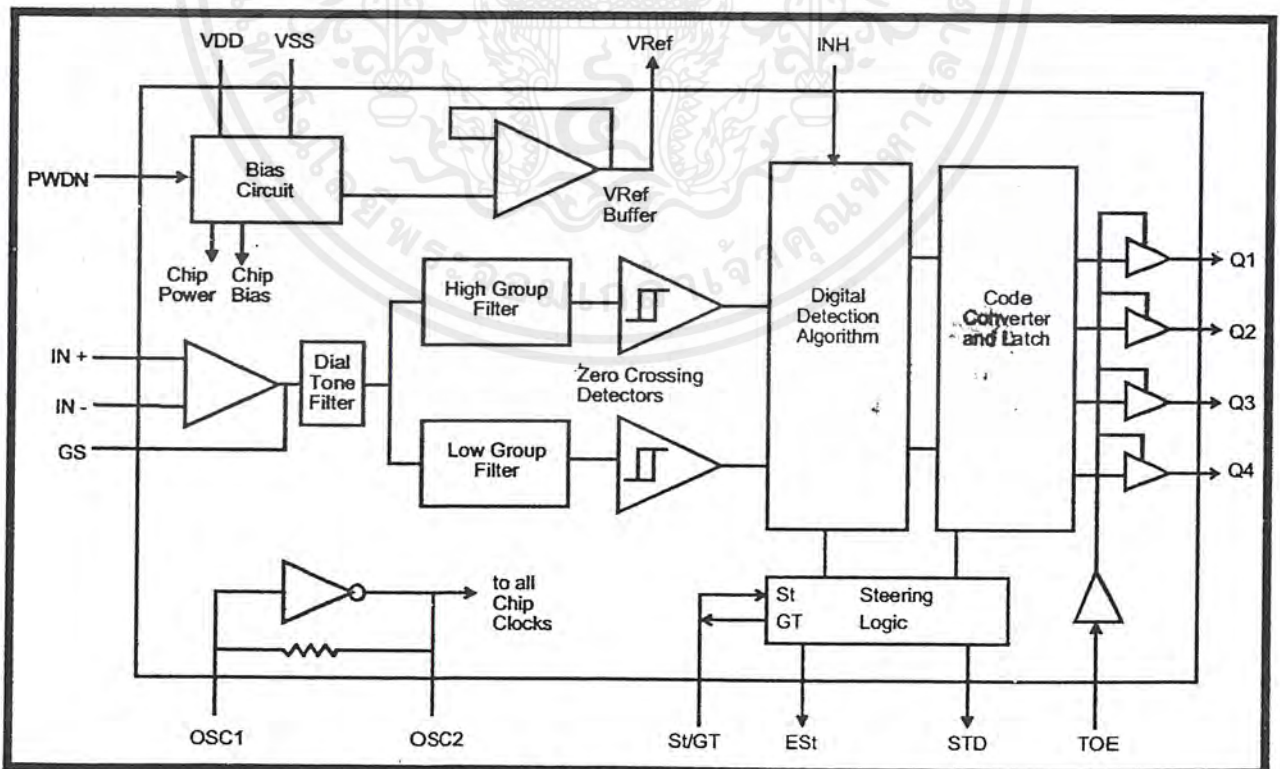 VDD
VSS
VRef
INH
PWDN
Bias
Circuit
VRef
Buffer
Chip
Power
Chip
Bias
High Group
Filter
Digital
Detection
Algorithm
Code
Converter
and Latch
Q1
Q2
Q3
Q4
IN +
IN -
GS
Dial
Tone
Filter
Zero Crossing
Detectors
Low Group
Filter
to all
Chip
Clocks
St
GT
Steering
Logic
OSC1
OSC2
St/GT
ESt
STD
TOE